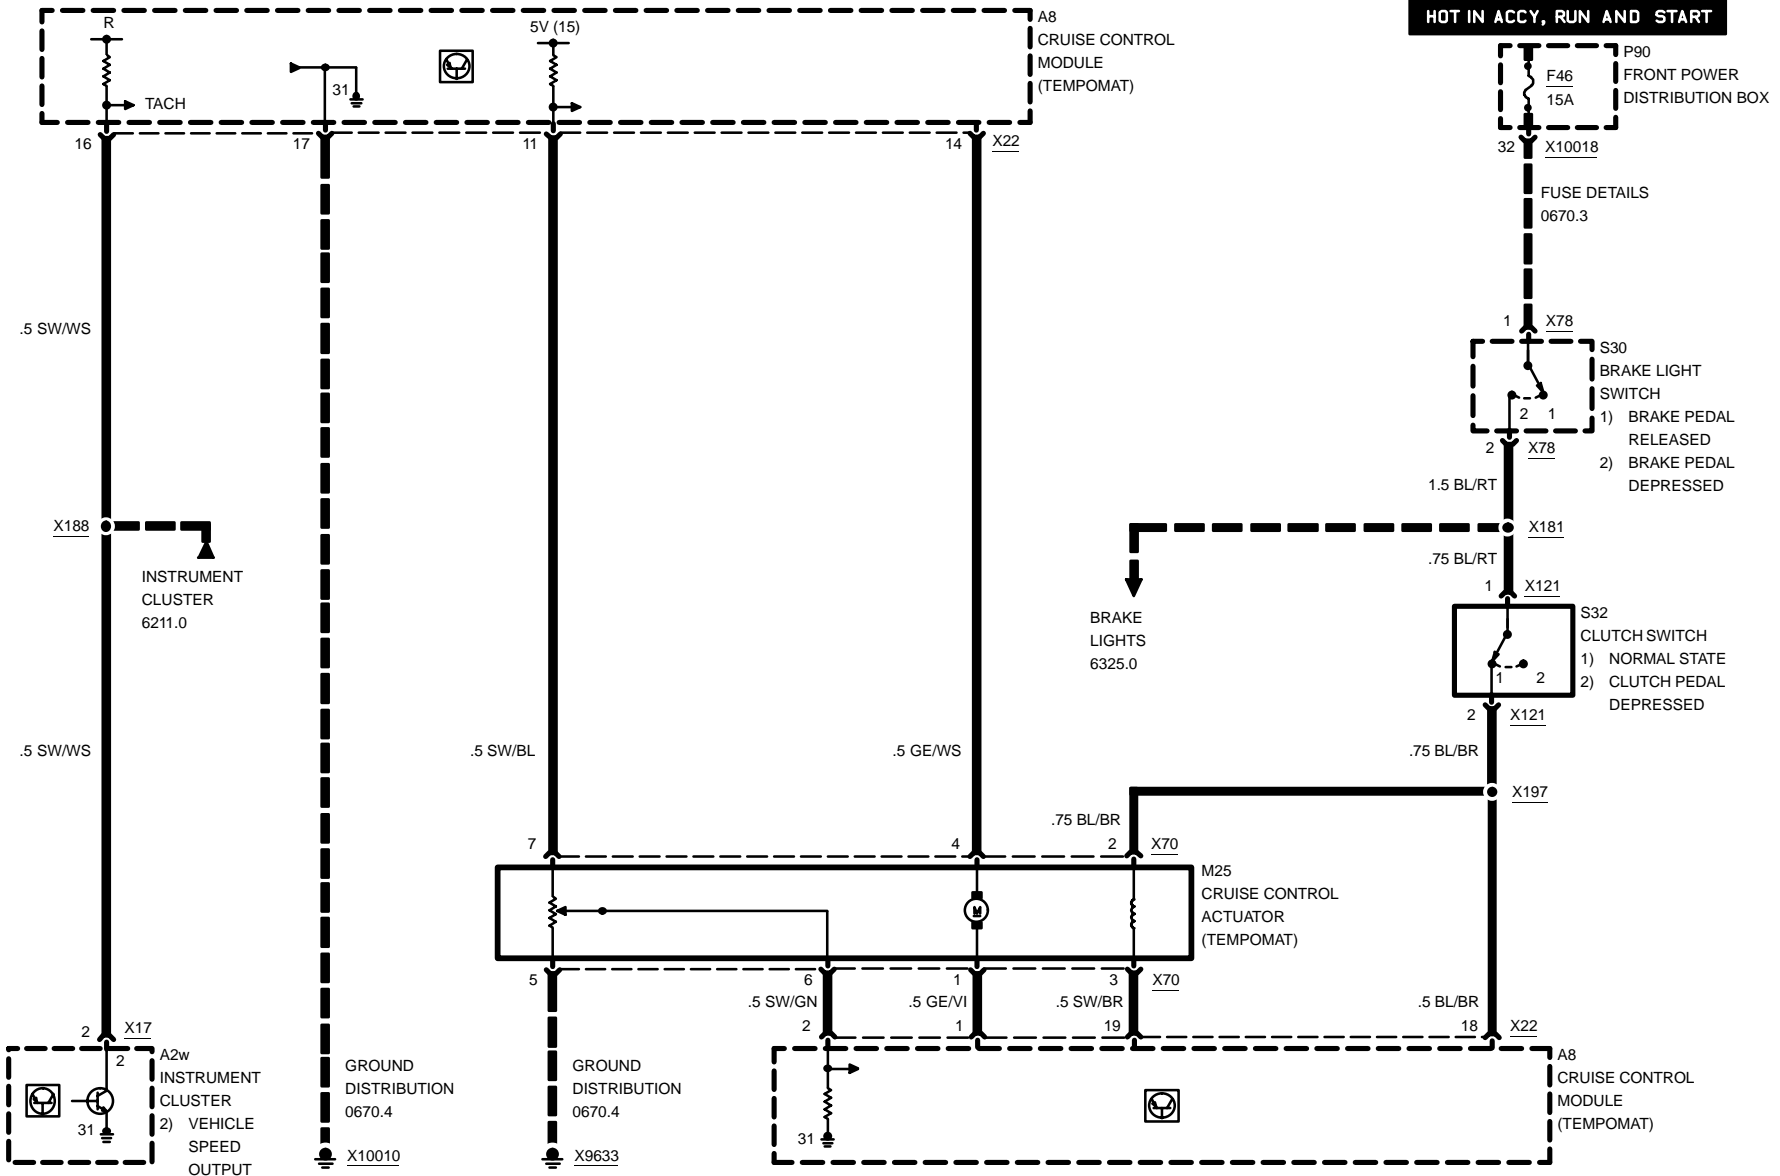 HOT IN ACCY, RUN AND START
R
5V (15)
31
TACH
A8
CRUISE CONTROL
MODULE
(TEMPOMAT)
F46
15A
P90
FRONT POWER
DISTRIBUTION BOX
16
17
11
14
X22
32
X10018
FUSE DETAILS
0670.3
.5 SW/WS
1
X78
S30
BRAKE LIGHT
SWITCH
1) BRAKE PEDAL
RELEASED
2) BRAKE PEDAL
DEPRESSED
2 1
2
X78
1.5 BL/RT
X188
INSTRUMENT
CLUSTER
6211.0
X181
.75 BL/RT
BRAKE
LIGHTS
6325.0
1
X121
S32
CLUTCH SWITCH
1) NORMAL STATE
2) CLUTCH PEDAL
DEPRESSED
1 2
2
X121
.5 SW/WS
.5 SW/BL
.5 GE/WS
.75 BL/BR
X197
.75 BL/BR
7
4
2
X70
M
M25
CRUISE CONTROL
ACTUATOR
(TEMPOMAT)
5
6
1
3
X70
.5 SW/GN
.5 GE/VI
.5 SW/BR
.5 BL/BR
2
X17
2
1
19
18
X22
2
31
A2w
INSTRUMENT
CLUSTER
2) VEHICLE
SPEED
OUTPUT
GROUND
DISTRIBUTION
0670.4
X10010
GROUND
DISTRIBUTION
0670.4
X9633
31
A8
CRUISE CONTROL
MODULE
(TEMPOMAT)